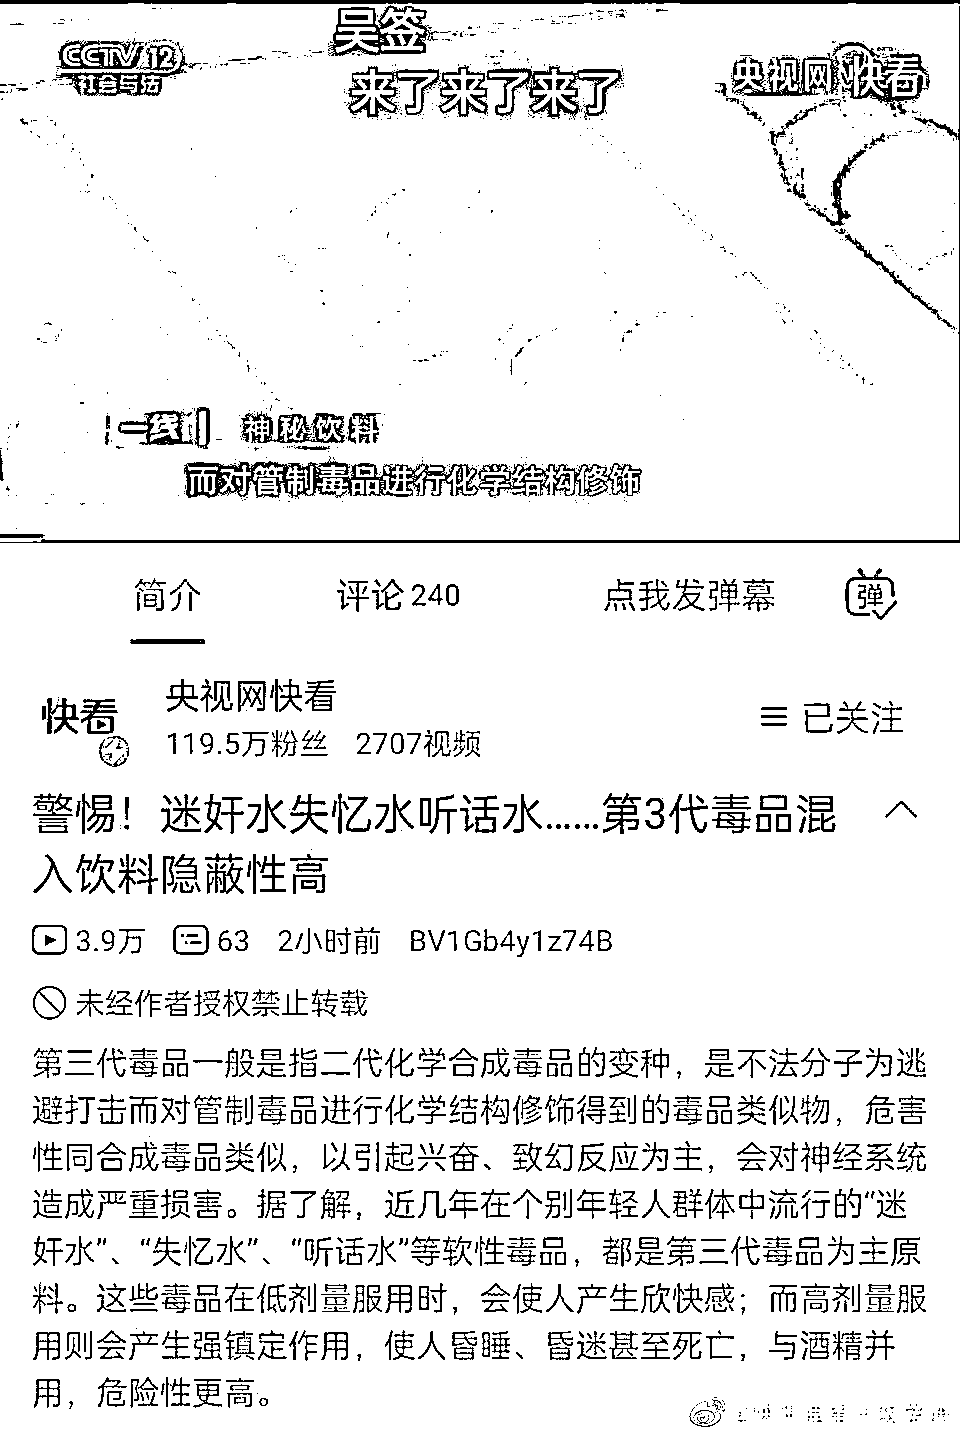 吴签
CCTV 12
社会与法
来了来了来了
央视网 快看
一线
神秘饮料
而对管制毒品进行化学结构修饰
简介
评论 240
点我发弹幕
弹
快看
央视网快看
119.5万粉丝 2707视频
已关注
警惕！迷奸水失忆水听话水……第3代毒品混
入饮料隐蔽性高
3.9万 63 2小时前 BV1Gb4y1z74B
未经作者授权禁止转载
第三代毒品一般是指二代化学合成毒品的变种，是不法分子为逃
避打击而对管制毒品进行化学结构修饰得到的毒品类似物，危害
性同合成毒品类似，以引起兴奋、致幻反应为主，会对神经系统
造成严重损害。据了解，近几年在个别年轻人群体中流行的“迷
奸水”、“失忆水”、“听话水”等软性毒品，都是第三代毒品为主原
料。这些毒品在低剂量服用时，会使人产生欣快感；而高剂量服
用则会产生强镇定作用，使人昏睡、昏迷甚至死亡，与酒精并
用，危险性更高。